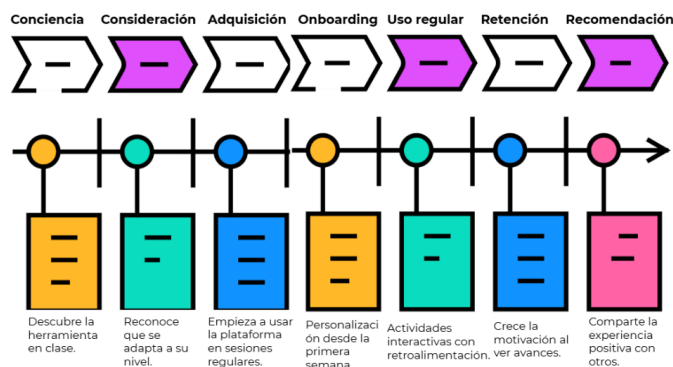 Conciencia
Consideración
Adquisición
Onboarding
Uso regular
Retención
Recomendación
Descubre la
herramienta
en clase.
Reconoce
que se
adapta a su
nivel.
Empieza a usar
la plataforma
en sesiones
regulares.
Personalizaci
ón desde la
primera
semana
Actividades
interactivas con
retroalimentación.
Crece la
motivación al
ver avances.
Comparte la
experiencia
positiva con
otros.